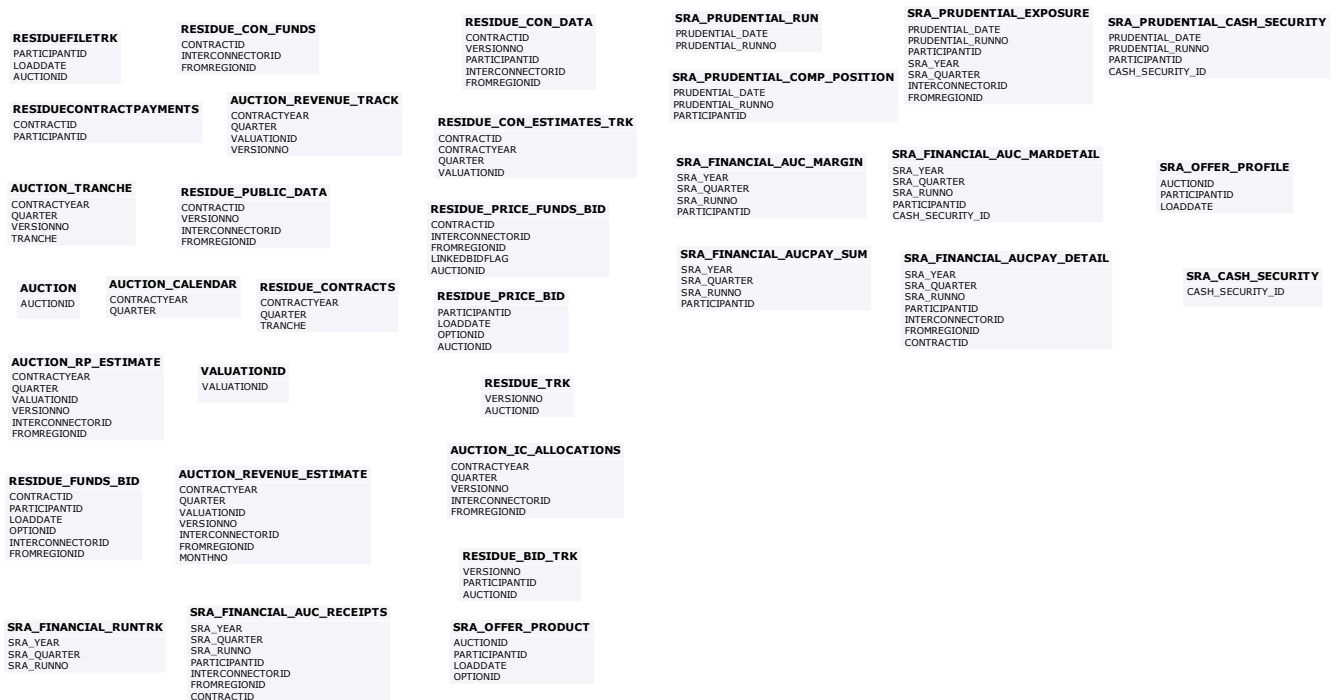 RESIDUEFILETRK
PARTICIPANTID
LOADDATE
AUCTIONID
RESIDUE_CON_FUNDS
CONTRACTID
INTERCONNECTORID
FROMREGIONID
RESIDUECONTRACTPAYMENTS
CONTRACTID
PARTICIPANTID
AUCTION_REVENUE_TRACK
CONTRACTYEAR
QUARTER
VALUATIONID
VERSIONNO
AUCTION_TRANCHE
CONTRACTYEAR
QUARTER
VERSIONNO
TRANCHE
RESIDUE_PUBLIC_DATA
CONTRACTID
VERSIONNO
INTERCONNECTORID
FROMREGIONID
AUCTION
AUCTIONID
AUCTION_CALENDAR
CONTRACTYEAR
QUARTER
RESIDUE_CONTRACTS
CONTRACTYEAR
QUARTER
TRANCHE
AUCTION_RP_ESTIMATE
CONTRACTYEAR
QUARTER
VALUATIONID
VERSIONNO
INTERCONNECTORID
FROMREGIONID
VALUATIONID
VALUATIONID
RESIDUE_FUNDS_BID
CONTRACTID
PARTICIPANTID
LOADDATE
OPTIONID
INTERCONNECTORID
FROMREGIONID
AUCTION_REVENUE_ESTIMATE
CONTRACTYEAR
QUARTER
VALUATIONID
VERSIONNO
INTERCONNECTORID
FROMREGIONID
MONTHNO
SRA_FINANCIAL_RUNTRK
SRA_YEAR
SRA_QUARTER
SRA_RUNNO
SRA_FINANCIAL_AUC_RECEIPTS
SRA_YEAR
SRA_QUARTER
SRA_RUNNO
PARTICIPANTID
INTERCONNECTORID
FROMREGIONID
CONTRACTID
RESIDUE_CON_DATA
CONTRACTID
VERSIONNO
PARTICIPANTID
INTERCONNECTORID
FROMREGIONID
RESIDUE_CON_ESTIMATES_TRK
CONTRACTID
CONTRACTYEAR
QUARTER
VALUATIONID
RESIDUE_PRICE_FUNDS_BID
CONTRACTID
INTERCONNECTORID
FROMREGIONID
LINKEDBIDFLAG
AUCTIONID
RESIDUE_PRICE_BID
PARTICIPANTID
LOADDATE
OPTIONID
AUCTIONID
RESIDUE_TRK
VERSIONNO
AUCTIONID
AUCTION_IC_ALLOCATIONS
CONTRACTYEAR
QUARTER
VERSIONNO
INTERCONNECTORID
FROMREGIONID
RESIDUE_BID_TRK
VERSIONNO
PARTICIPANTID
AUCTIONID
SRA_OFFER_PRODUCT
AUCTIONID
PARTICIPANTID
LOADDATE
OPTIONID
SRA_PRUDENTIAL_RUN
PRUDENTIAL_DATE
PRUDENTIAL_RUNNO
SRA_PRUDENTIAL_COMP_POSITION
PRUDENTIAL_DATE
PRUDENTIAL_RUNNO
PARTICIPANTID
SRA_PRUDENTIAL_EXPOSURE
PRUDENTIAL_DATE
PRUDENTIAL_RUNNO
PARTICIPANTID
SRA_YEAR
SRA_QUARTER
INTERCONNECTORID
FROMREGIONID
SRA_PRUDENTIAL_CASH_SECURITY
PRUDENTIAL_DATE
PRUDENTIAL_RUNNO
PARTICIPANTID
CASH_SECURITY_ID
SRA_FINANCIAL_AUC_MARGIN
SRA_YEAR
SRA_QUARTER
SRA_RUNNO
PARTICIPANTID
SRA_FINANCIAL_AUC_MARDETAIL
SRA_YEAR
SRA_QUARTER
SRA_RUNNO
PARTICIPANTID
CASH_SECURITY_ID
SRA_OFFER_PROFILE
AUCTIONID
PARTICIPANTID
LOADDATE
SRA_FINANCIAL_AUCPAY_SUM
SRA_YEAR
SRA_QUARTER
SRA_RUNNO
PARTICIPANTID
SRA_FINANCIAL_AUCPAY_DETAIL
SRA_YEAR
SRA_QUARTER
SRA_RUNNO
PARTICIPANTID
INTERCONNECTORID
FROMREGIONID
CONTRACTID
SRA_CASH_SECURITY
CASH_SECURITY_ID